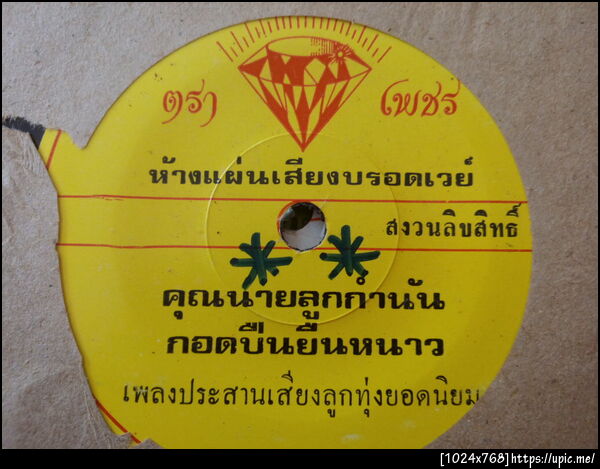 ตรา เพชร
ห้างแผ่นเสียงบรอดเวย์
สงวนลิขสิทธิ์
คุณนายลูกกำนัน
กอดปืนยืนหนาว
เพลงประสานเสียงลูกทุ่งยอดนิยม
[1024x768]https://upic.me/